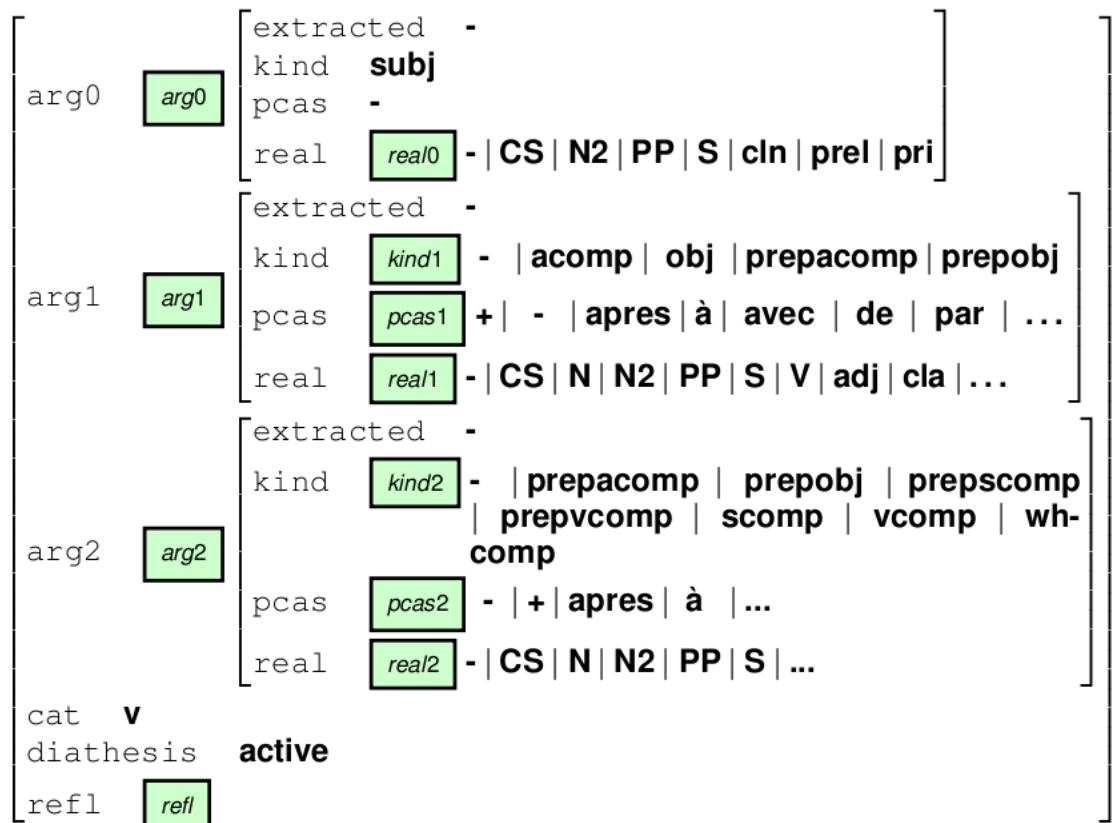 extracted -
kind subj
arg0 arg0
pcas -
real real0 - | CS | N2 | PP | S | cln | prel | pri
extracted -
kind kind1 - | acomp | obj | prepacomp | prepobj
arg1 arg1
pcas pcas1 + | - | apres | à | avec | de | par | ...
real real1 - | CS | N | N2 | PP | S | V | adj | cla | ...
extracted -
kind kind2 - | prepacomp | prepobj | prepscomp
| prepvcomp | scomp | vcomp | wh-
comp
arg2 arg2
pcas pcas2 - | + | apres | à | ...
real real2 - | CS | N | N2 | PP | S | ...
cat v
diathesis active
refl refl